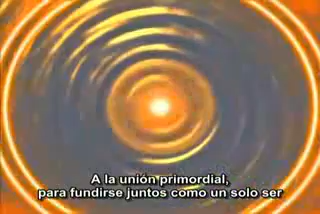 A la unión primordial,
para fundirse juntos como un solo ser